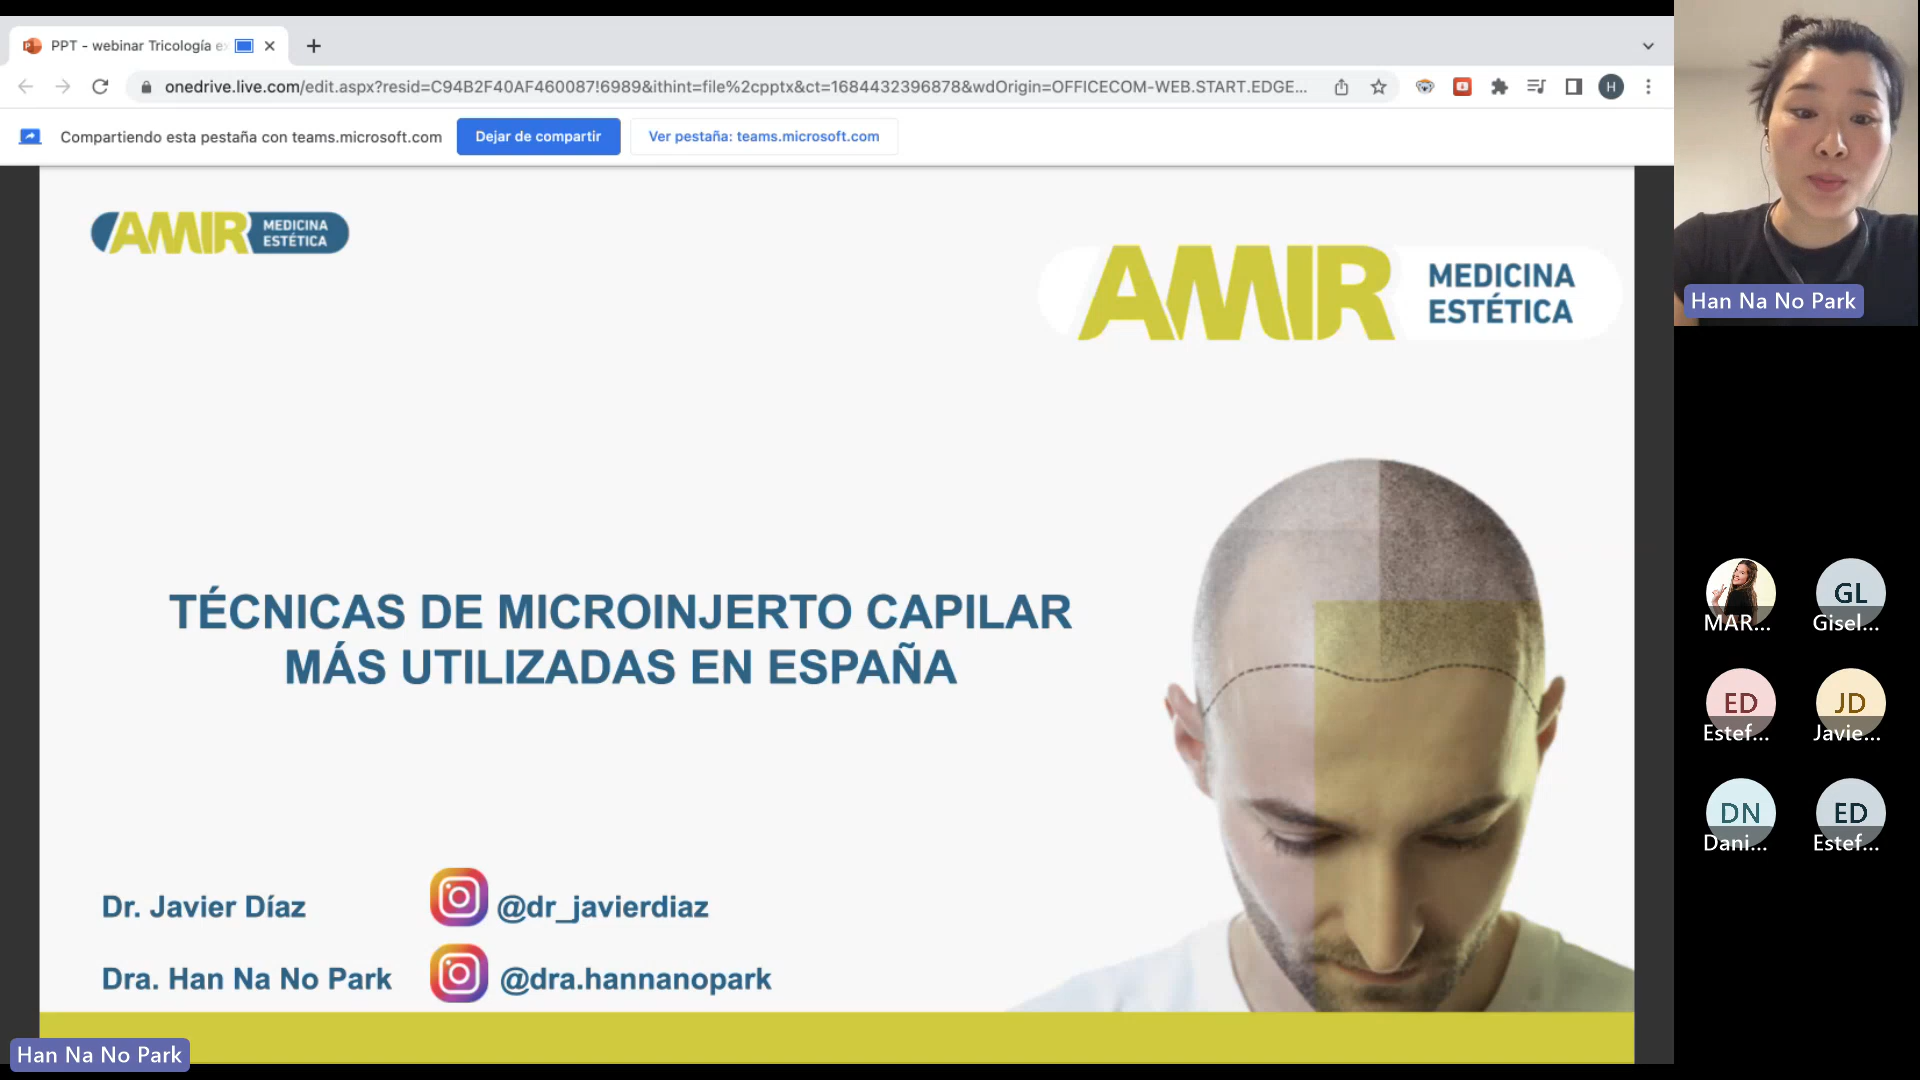 PPT - webinar Tricología e
onedrive.live.com/edit.aspx?resid=C94B2F40AF460087!6989&ithint=file%2cpptx&ct=1684432396878&wdOrigin=OFFICECOM-WEB.START.EDGE...
H
Compartiendo esta pestaña con teams.microsoft.com
Dejar de compartir
Ver pestaña: teams.microsoft.com
AMIR MEDICINA ESTÉTICA
AMIR MEDICINA ESTÉTICA
TÉCNICAS DE MICROINJERTO CAPILAR
MÁS UTILIZADAS EN ESPAÑA
Dr. Javier Díaz @dr_javierdiaz
Dra. Han Na No Park @dra.hannanopark
Han Na No Park
Han Na No Park
MAR...
GL
Gisel...
ED
Estef...
JD
Javie...
DN
Dani...
ED
Estef...